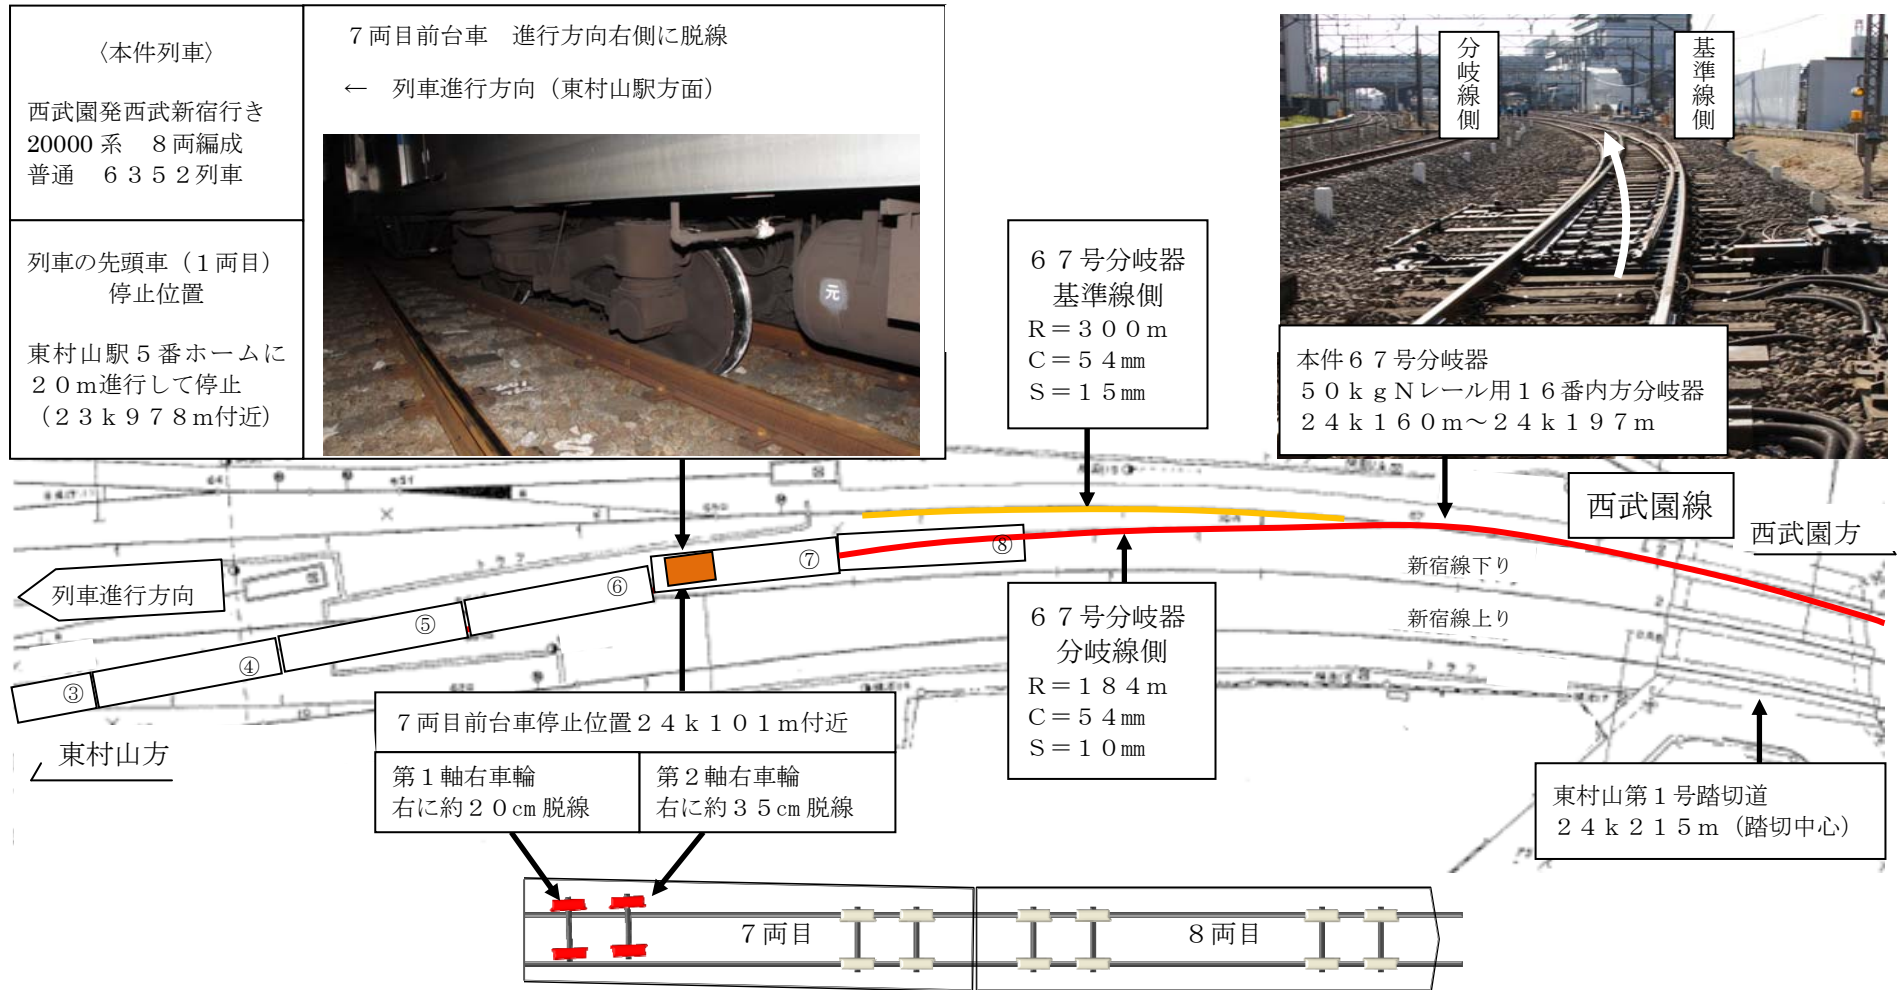 〈本件列車〉
西武園発西武新宿行き
20000系　８両編成
普通　６３５２列車
列車の先頭車（１両目）
停止位置
東村山駅５番ホームに
２０ｍ進行して停止
（２３ｋ９７８ｍ付近）
７両目前台車　進行方向右側に脱線
←　列車進行方向（東村山駅方面）
元
６７号分岐器
基準線側
Ｒ＝３００ｍ
Ｃ＝５４㎜
Ｓ＝１５㎜
分岐線側
基準線側
本件６７号分岐器
５０ｋｇＮレール用１６番内方分岐器
２４ｋ１６０ｍ～２４ｋ１９７ｍ
西武園線
西武園方
新宿線下り
新宿線上り
列車進行方向
③
④
⑤
⑥
⑦
⑧
東村山方
７両目前台車停止位置２４ｋ１０１ｍ付近
第１軸右車輪
右に約２０㎝脱線
第２軸右車輪
右に約３５㎝脱線
６７号分岐器
分岐線側
Ｒ＝１８４ｍ
Ｃ＝５４㎜
Ｓ＝１０㎜
東村山第１号踏切道
２４ｋ２１５ｍ（踏切中心）
７両目
８両目